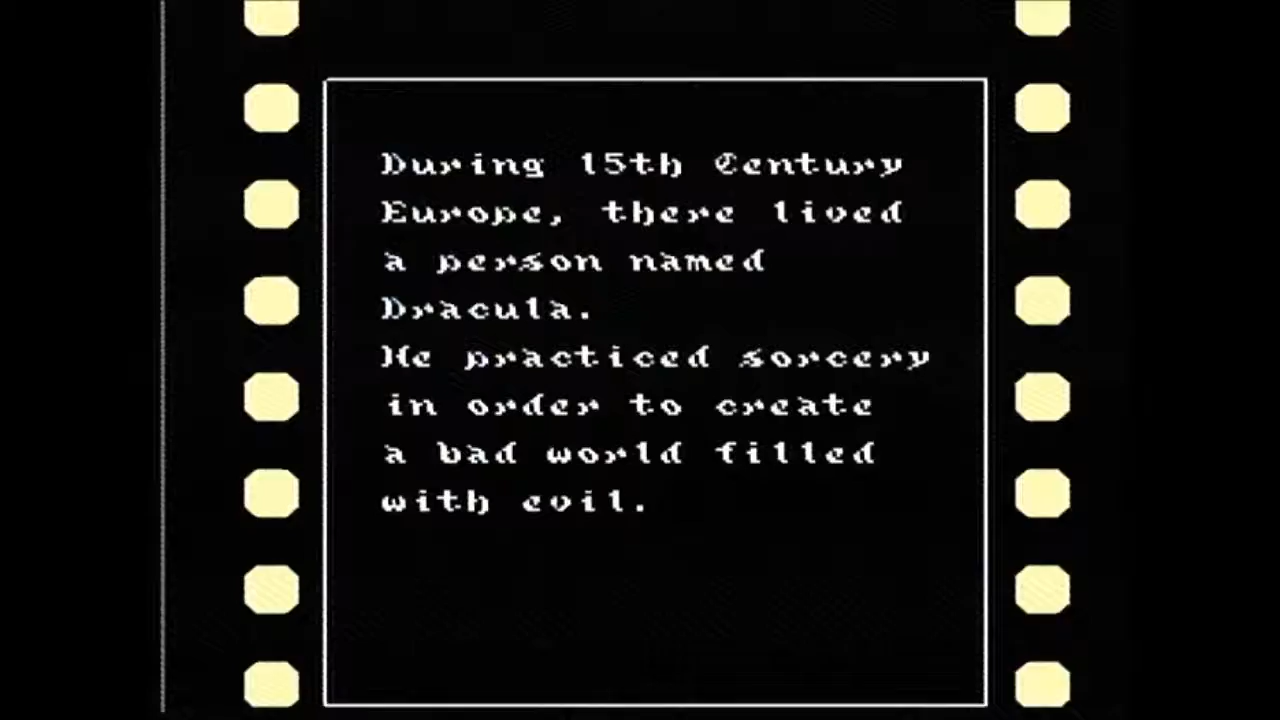 During 15th Century
Europe, there lived
a person named
Dracula.
He practiced sorcery
in order to create
a bad world filled
with evil.